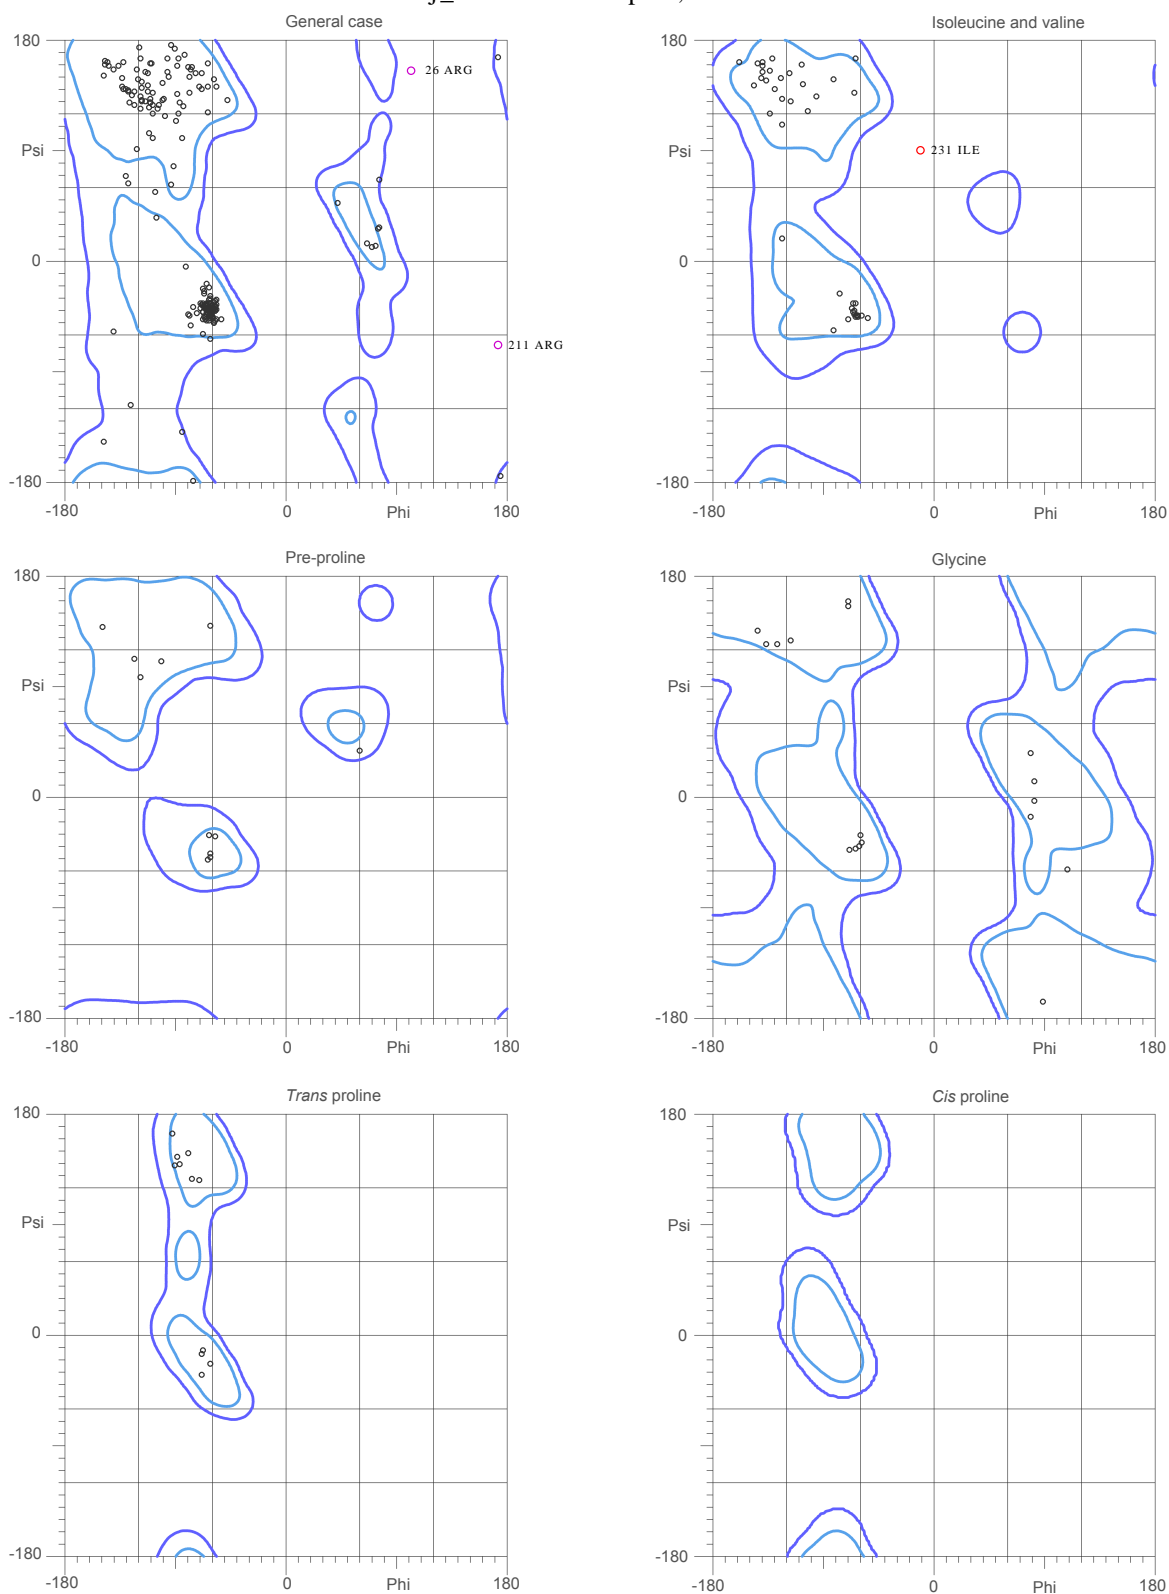 General case
180
Psi
0
-180
-180
0
Phi
180
26 ARG
211 ARG
Isoleucine and valine
180
Psi
0
-180
-180
0
Phi
180
231 ILE
Pre-proline
180
Psi
0
-180
-180
0
Phi
180
Glycine
180
Psi
0
-180
-180
0
Phi
180
Trans proline
180
Psi
0
-180
-180
0
Phi
180
Cis proline
180
Psi
0
-180
-180
0
Phi
180